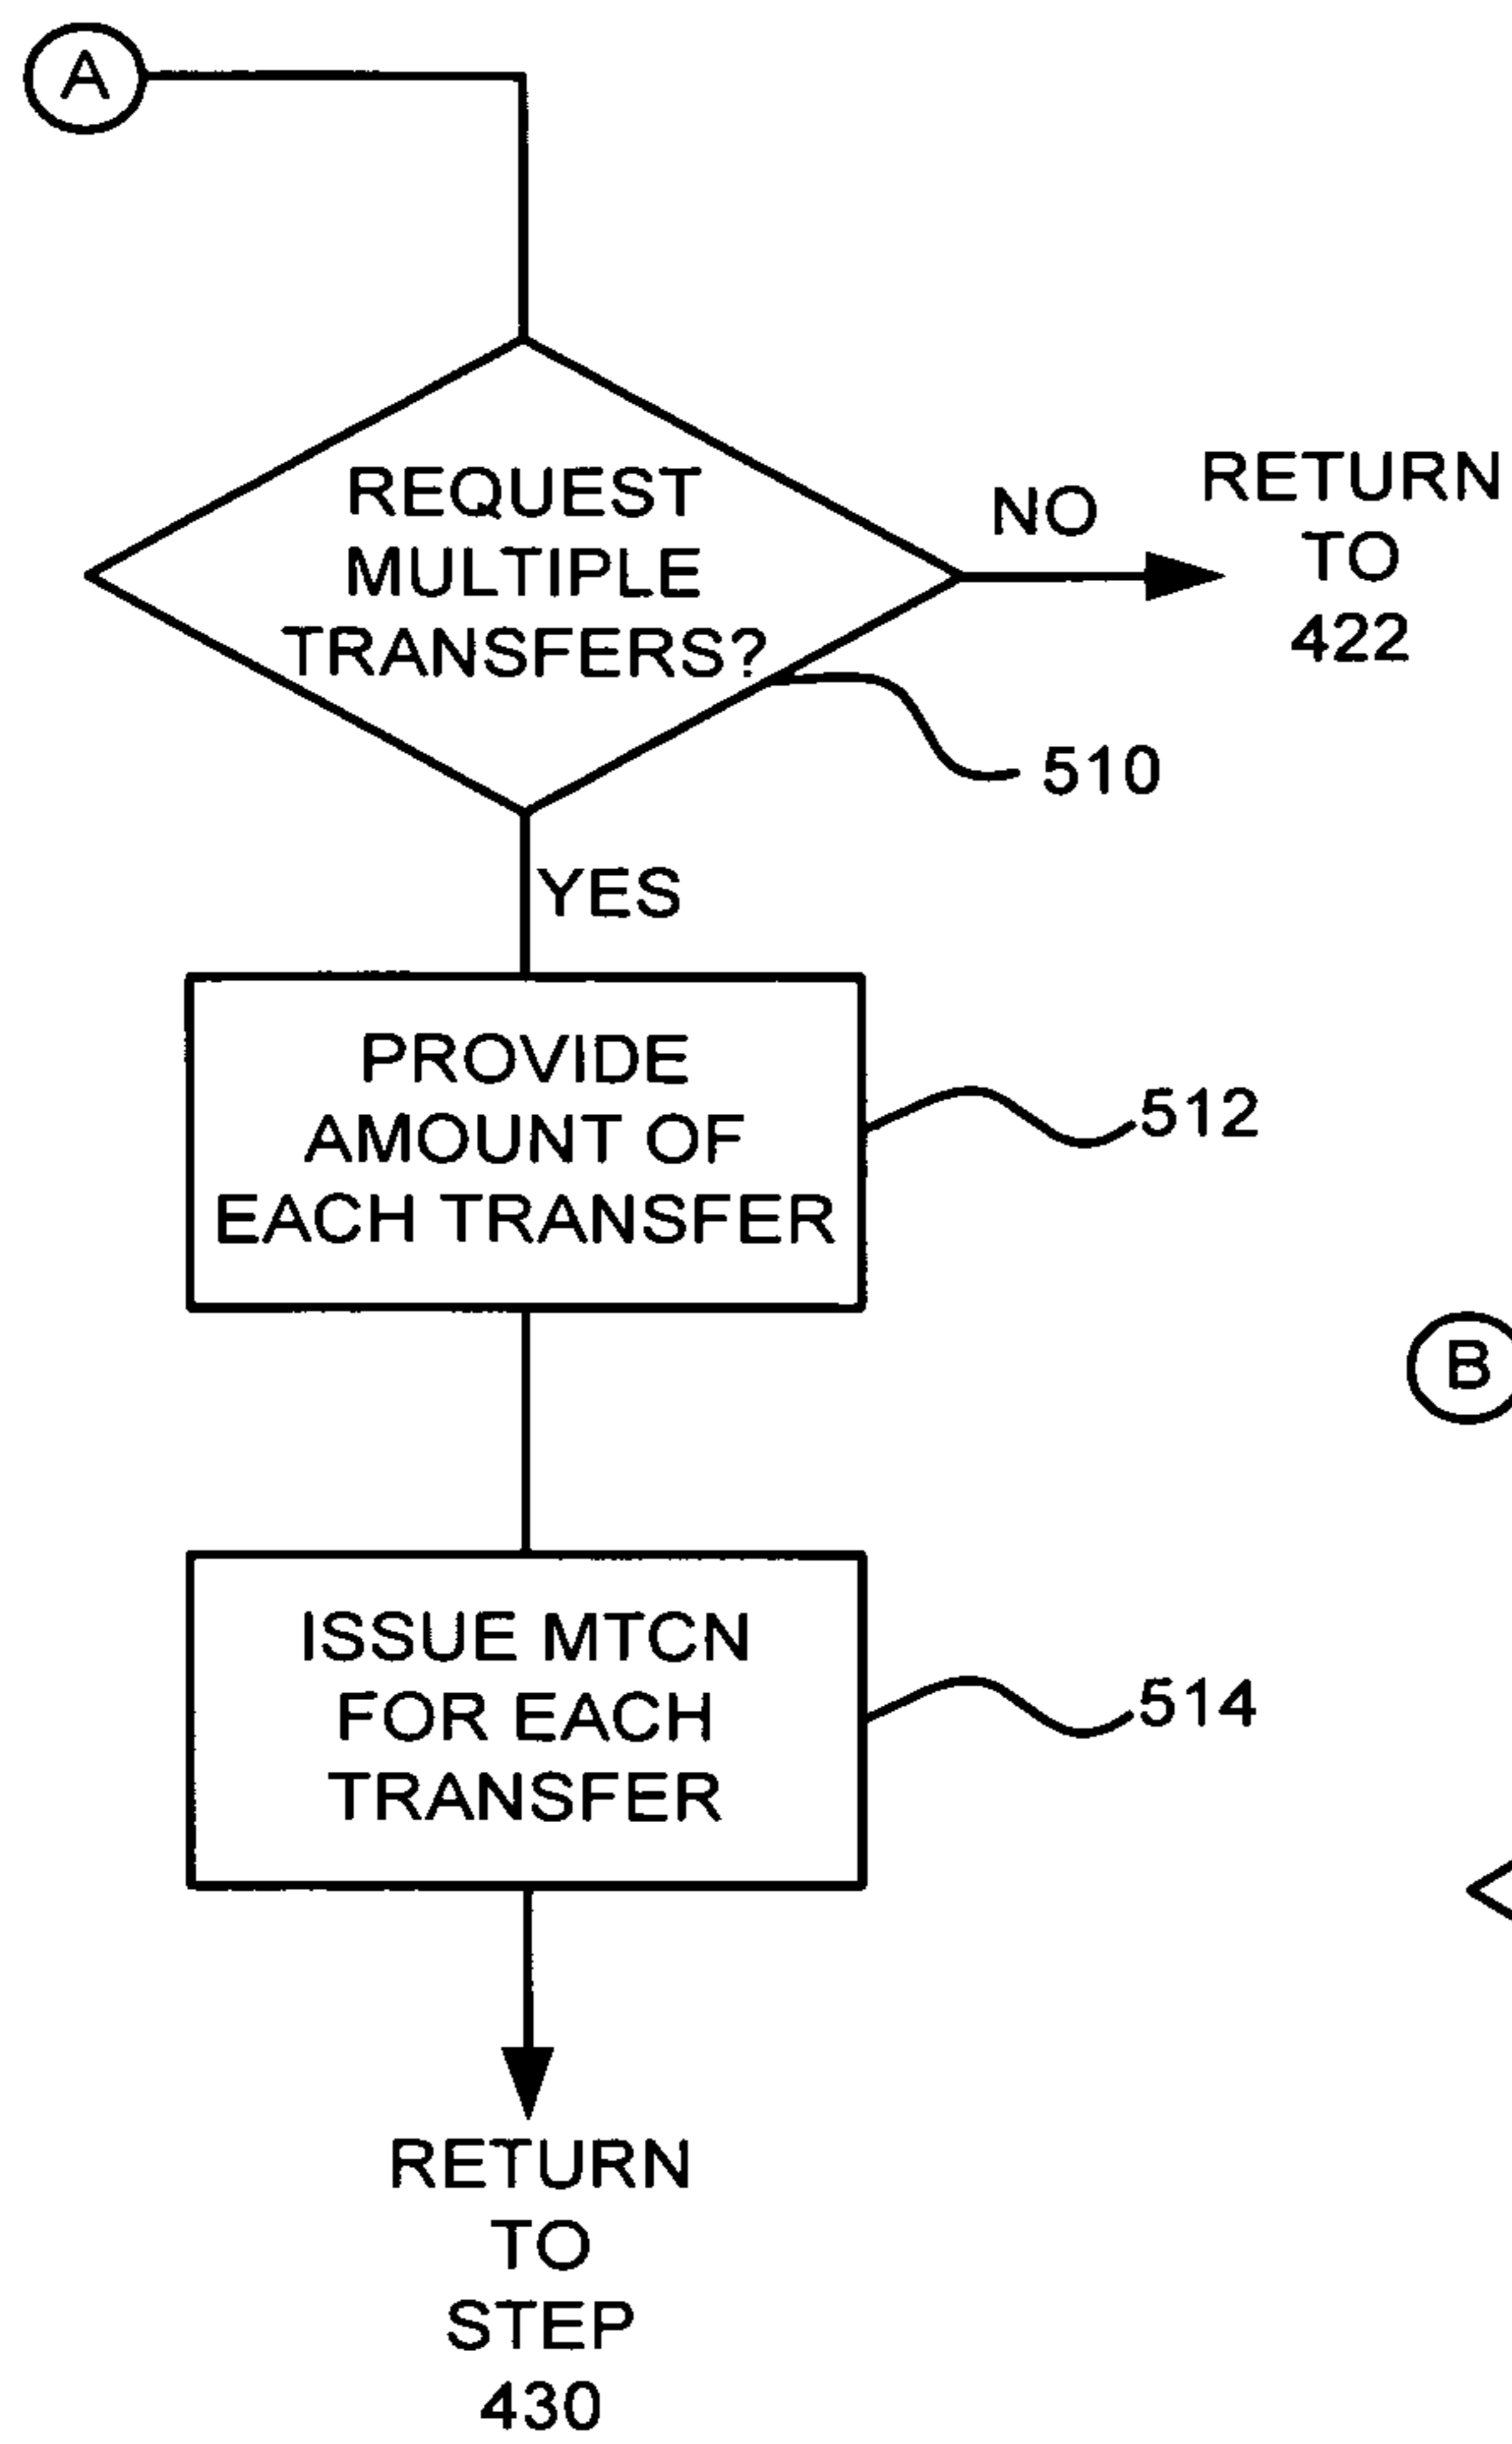 A
REQUEST
MULTIPLE
TRANSFERS?
NO
RETURN
TO
422
510
YES
PROVIDE
AMOUNT OF
EACH TRANSFER
512
B
ISSUE MTCN
FOR EACH
TRANSFER
514
RETURN
TO
STEP
430